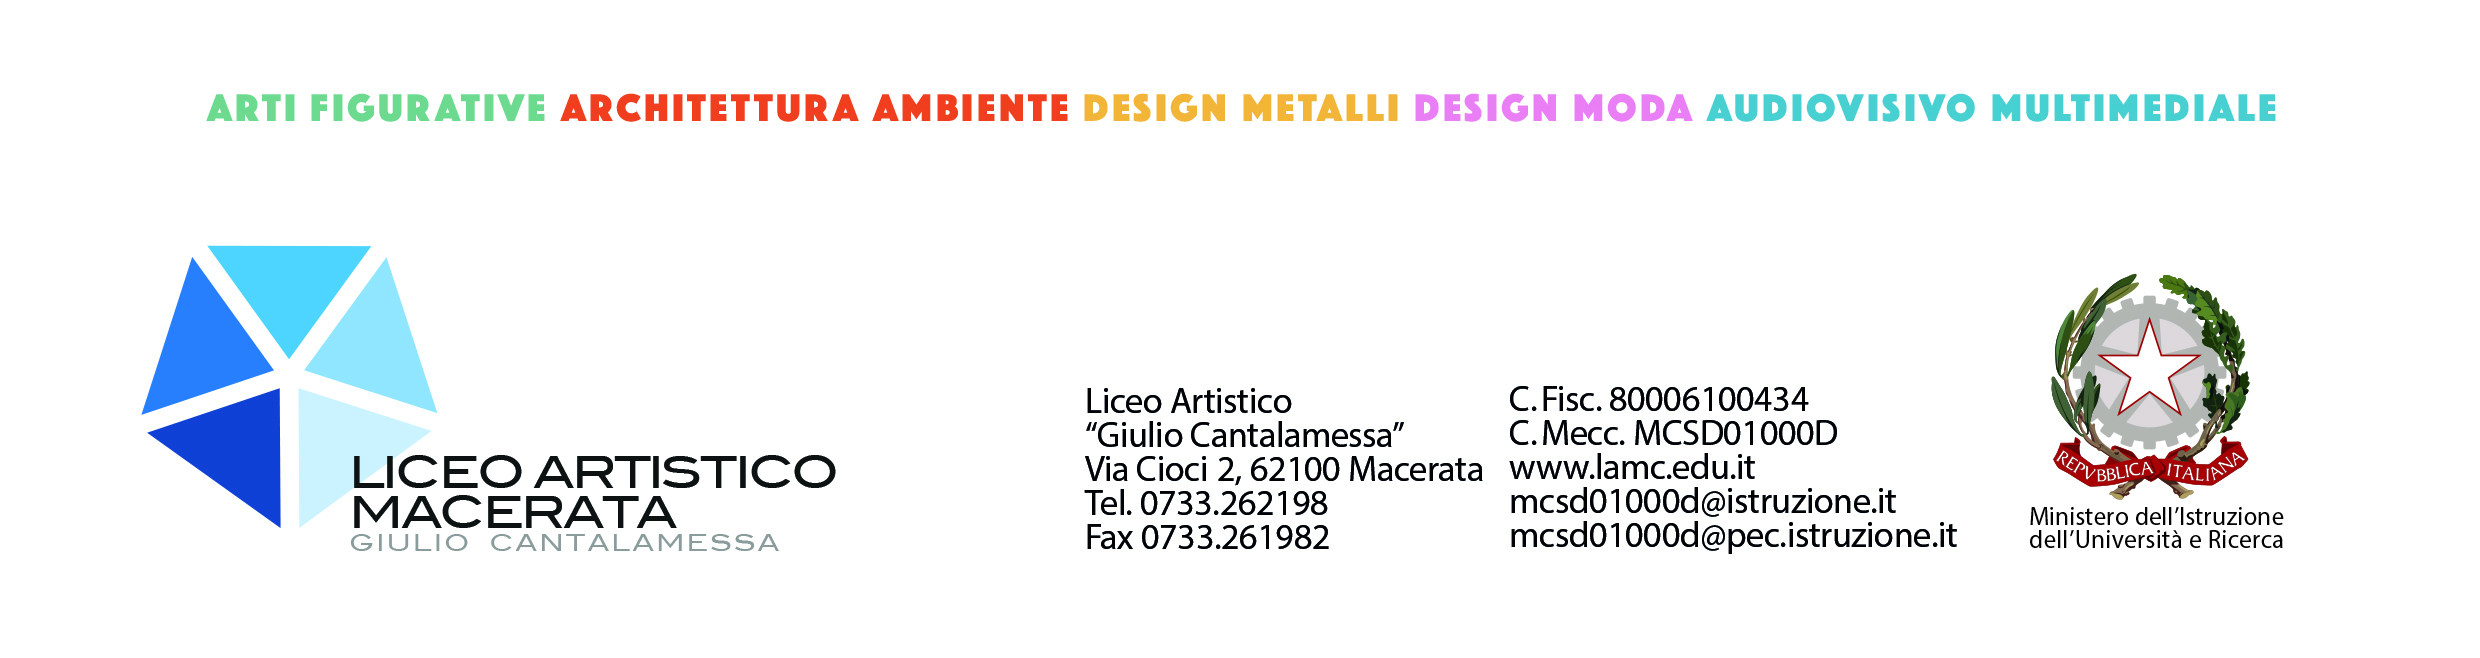 ARTI FIGURATIVE ARCHITETTURA AMBIENTE DESIGN METALLI DESIGN MODA AUDIOVISIVO MULTIMEDIALE
LICEO ARTISTICO
MACERATA
GIULIO CANTALAMESSA
Liceo Artistico
“Giulio Cantalamessa”
Via Cioci 2, 62100 Macerata
Tel. 0733.262198
Fax 0733.261982
C. Fisc. 80006100434
C. Mecc. MCSD01000D
www.lamc.edu.it
mcsd01000d@istruzione.it
mcsd01000d@pec.istruzione.it
REPVBBLICA ITALIANA
Ministero dell’Istruzione
dell’Università e Ricerca